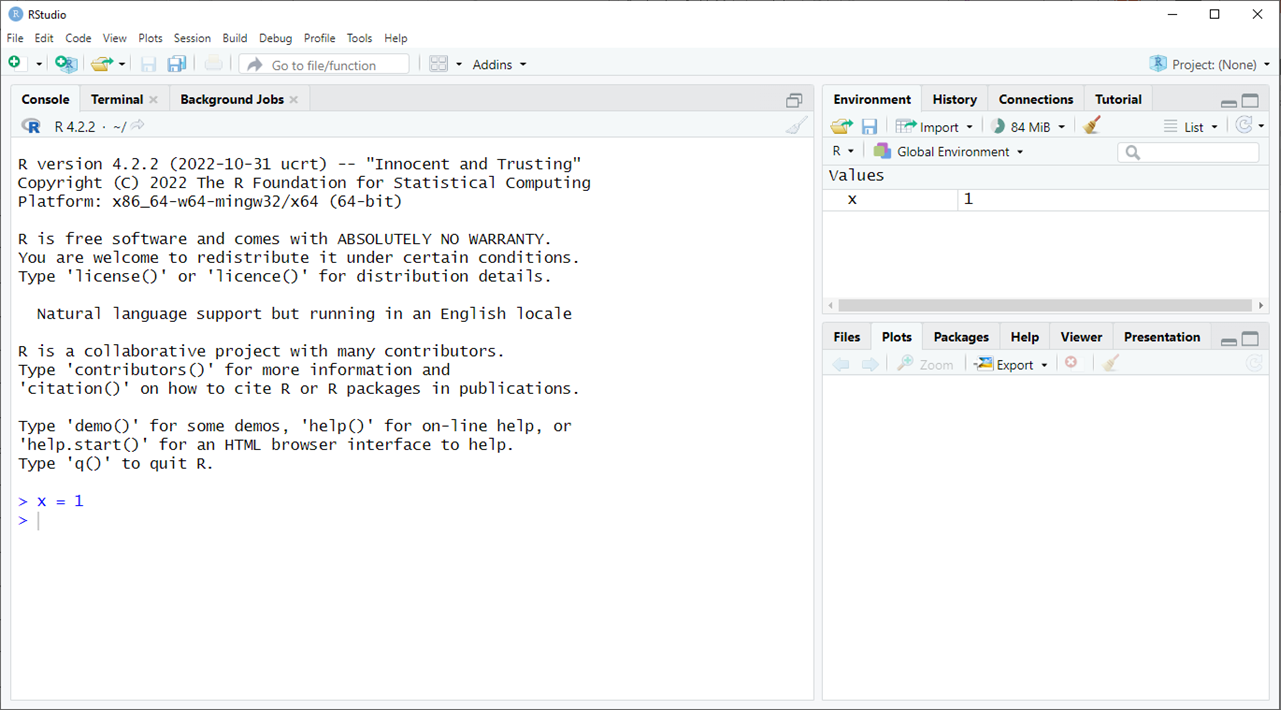 RStudio
File Edit Code View Plots Session Build Debug Profile Tools Help
Go to file/function Addins Project: (None)
Console Terminal Background Jobs
R 4.2.2 · ~/
R version 4.2.2 (2022-10-31 ucrt) -- "Innocent and Trusting"
Copyright (C) 2022 The R Foundation for Statistical Computing
Platform: x86_64-w64-mingw32/x64 (64-bit)
R is free software and comes with ABSOLUTELY NO WARRANTY.
You are welcome to redistribute it under certain conditions.
Type 'license()' or 'licence()' for distribution details.
Natural language support but running in an English locale
R is a collaborative project with many contributors.
Type 'contributors()' for more information and
'citation()' on how to cite R or R packages in publications.
Type 'demo()' for some demos, 'help()' for on-line help, or
'help.start()' for an HTML browser interface to help.
Type 'q()' to quit R.
> x = 1
>
Environment History Connections Tutorial
Import 84 MiB List
R Global Environment
Values
x 1
Files Plots Packages Help Viewer Presentation
Zoom Export